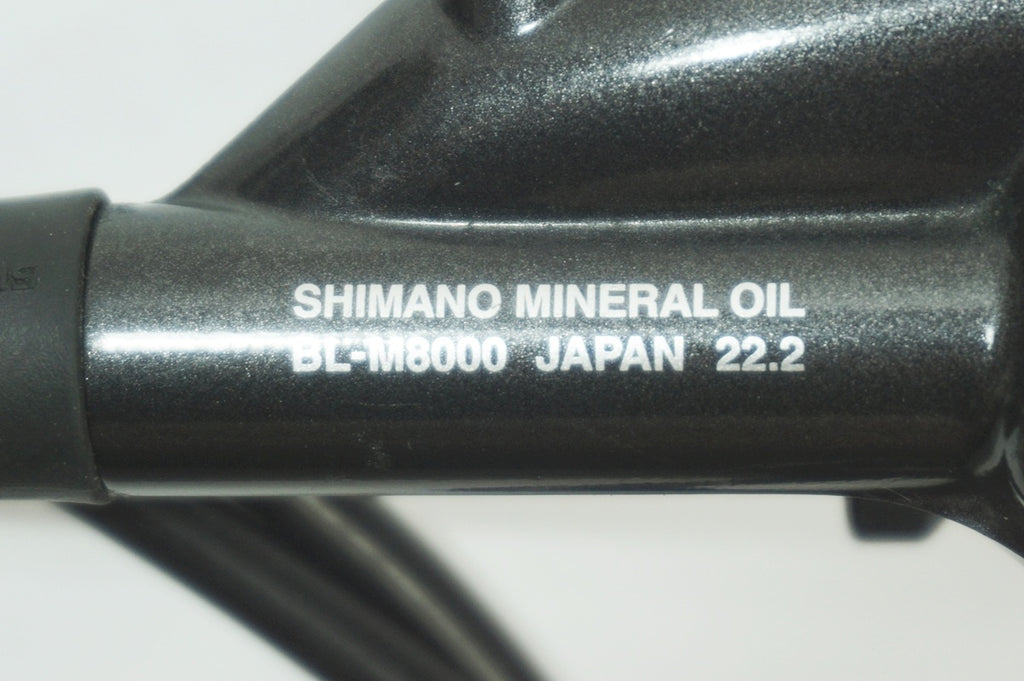 SHIMANO MINERAL OIL
BL-M8000 JAPAN 22.2